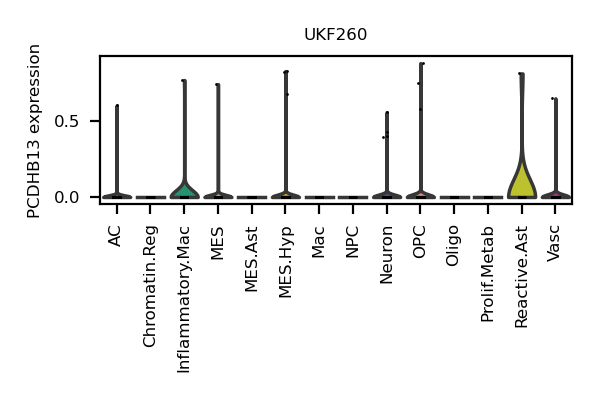 UKF260
PCDHB13 expression
0.5
0.0
AC
Chromatin.Reg
Inflammatory.Mac
MES
MES.Ast
MES.Hyp
Mac
NPC
Neuron
OPC
Oligo
Prolif.Metab
Reactive.Ast
Vasc